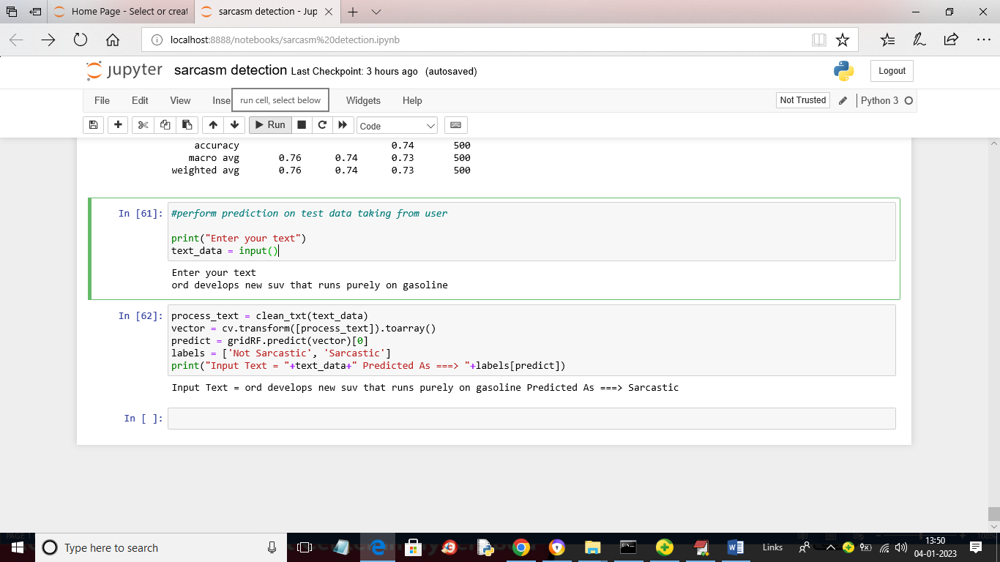 Home Page - Select or creat
sarcasm detection - Jup
localhost:8888/notebooks/sarcasm%20detection.ipynb
jupyter sarcasm detection Last Checkpoint: 3 hours ago (autosaved)
Logout
File Edit View Inse run cell, select below Widgets Help
Not Trusted Python 3
Run Code
accuracy 0.74 500
macro avg 0.76 0.74 0.73 500
weighted avg 0.76 0.74 0.73 500
In [61]: #perform prediction on test data taking from user
print("Enter your text")
text_data = input()
Enter your text
ord develops new suv that runs purely on gasoline
In [62]: process_text = clean_txt(text_data)
vector = cv.transform([process_text]).toarray()
predict = gridRF.predict(vector)[0]
labels = ['Not Sarcastic', 'Sarcastic']
print("Input Text = "+text_data+" Predicted As ===> "+labels[predict])
Input Text = ord develops new suv that runs purely on gasoline Predicted As ===> Sarcastic
In [ ]:
Type here to search
Links
13:50
04-01-2023